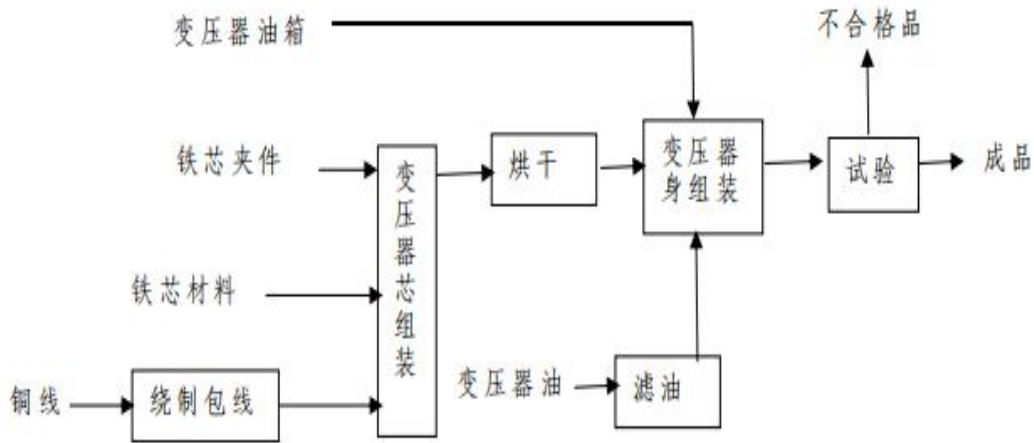 变压器油箱
不合格品
铁芯夹件
变压器芯组装
烘干
变压器
身组装
试验
成品
铁芯材料
铜线
绕制包线
变压器油
滤油